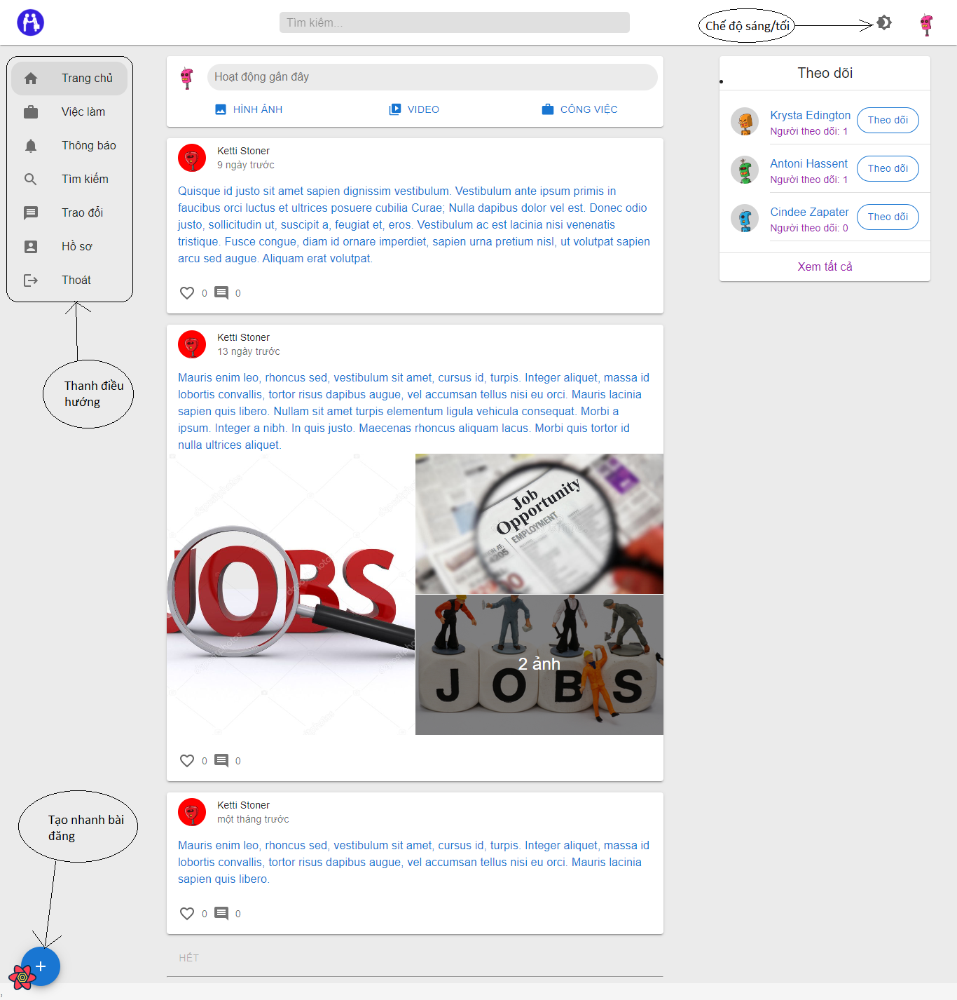 Tìm kiếm...
Chế độ sáng/tối
Trang chủ
Việc làm
Thông báo
Tìm kiếm
Trao đổi
Hồ sơ
Thoát
Thanh điều
hướng
Tạo nhanh bài
đăng
Hoạt động gần đây
HÌNH ẢNH
VIDEO
CÔNG VIỆC
Ketti Stoner
9 ngày trước
Quisque id justo sit amet sapien dignissim vestibulum. Vestibulum ante ipsum primis in
faucibus orci luctus et ultrices posuere cubilia Curae; Nulla dapibus dolor vel est. Donec odio
justo, sollicitudin ut, suscipit a, feugiat et, eros. Vestibulum ac est lacinia nisi venenatis
tristique. Fusce congue, diam id ornare imperdiet, sapien urna pretium nisl, ut volutpat sapien
arcu sed augue. Aliquam erat volutpat.
0 0
Ketti Stoner
13 ngày trước
Mauris enim leo, rhoncus sed, vestibulum sit amet, cursus id, turpis. Integer aliquet, massa id
lobortis convallis, tortor risus dapibus augue, vel accumsan tellus nisi eu orci. Mauris lacinia
sapien quis libero. Nullam sit amet turpis elementum ligula vehicula consequat. Morbi a
ipsum. Integer a nibh. In quis justo. Maecenas rhoncus aliquam lacus. Morbi quis tortor id
nulla ultrices aliquet.
JOBS
Job
Opportunity
EMPLOYMENT
4205
2 ảnh
JOBS
0 0
Ketti Stoner
một tháng trước
Mauris enim leo, rhoncus sed, vestibulum sit amet, cursus id, turpis. Integer aliquet, massa id
lobortis convallis, tortor risus dapibus augue, vel accumsan tellus nisi eu orci. Mauris lacinia
sapien quis libero.
0 0
HẾT
Theo dõi
Krysta Edington
Người theo dõi: 1
Theo dõi
Antoni Hassent
Người theo dõi: 1
Theo dõi
Cindee Zapater
Người theo dõi: 0
Theo dõi
Xem tất cả